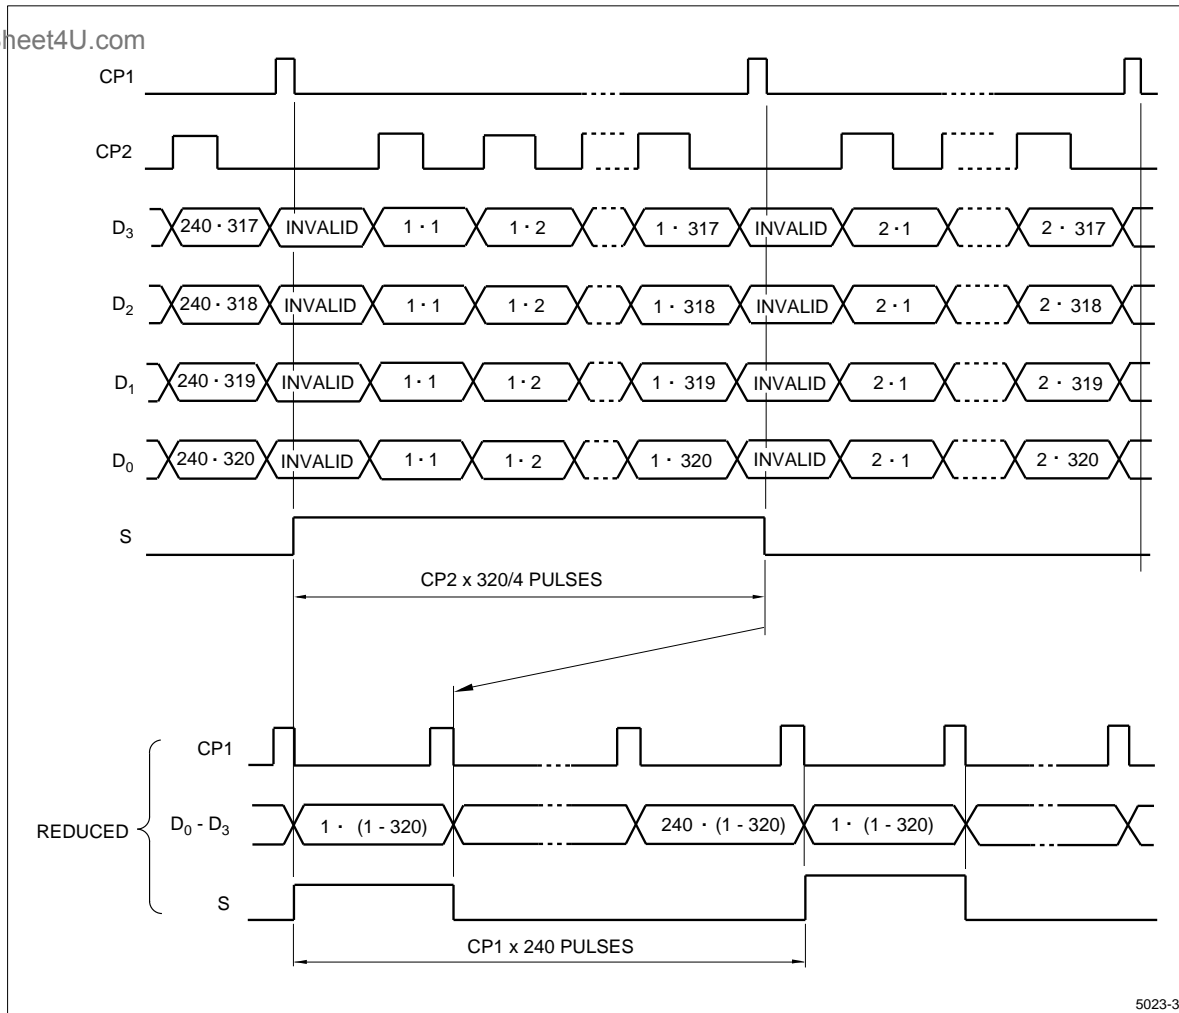 heet4U.com
CP1
CP2
D3 240 · 317 INVALID 1 · 1 1 · 2 1 · 317 INVALID 2 · 1 2 · 317
D2 240 · 318 INVALID 1 · 1 1 · 2 1 · 318 INVALID 2 · 1 2 · 318
D1 240 · 319 INVALID 1 · 1 1 · 2 1 · 319 INVALID 2 · 1 2 · 319
D0 240 · 320 INVALID 1 · 1 1 · 2 1 · 320 INVALID 2 · 1 2 · 320
S
CP2 x 320/4 PULSES
CP1
REDUCED D0 - D3 1 · (1 - 320) 240 · (1 - 320) 1 · (1 - 320)
S
CP1 x 240 PULSES
5023-3